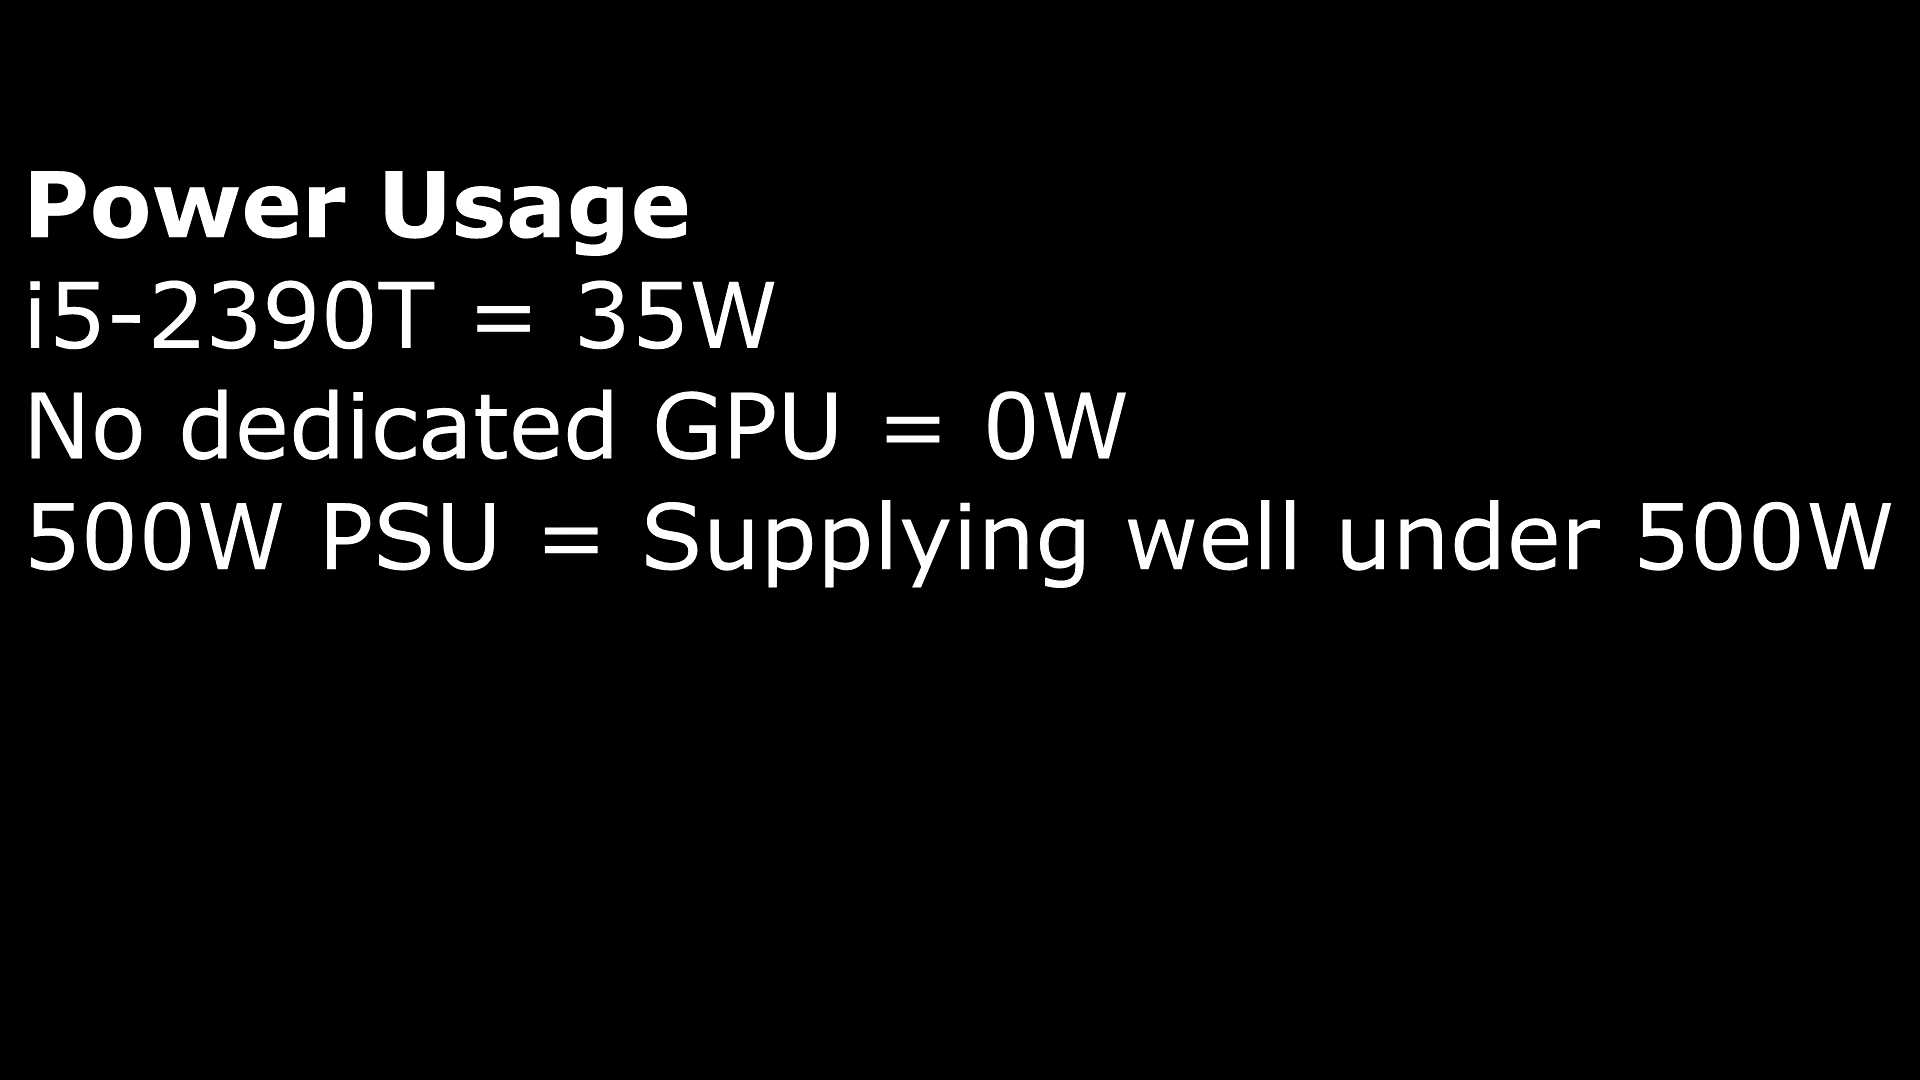 Power Usage
i5-2390T = 35W
No dedicated GPU = 0W
500W PSU = Supplying well under 500W